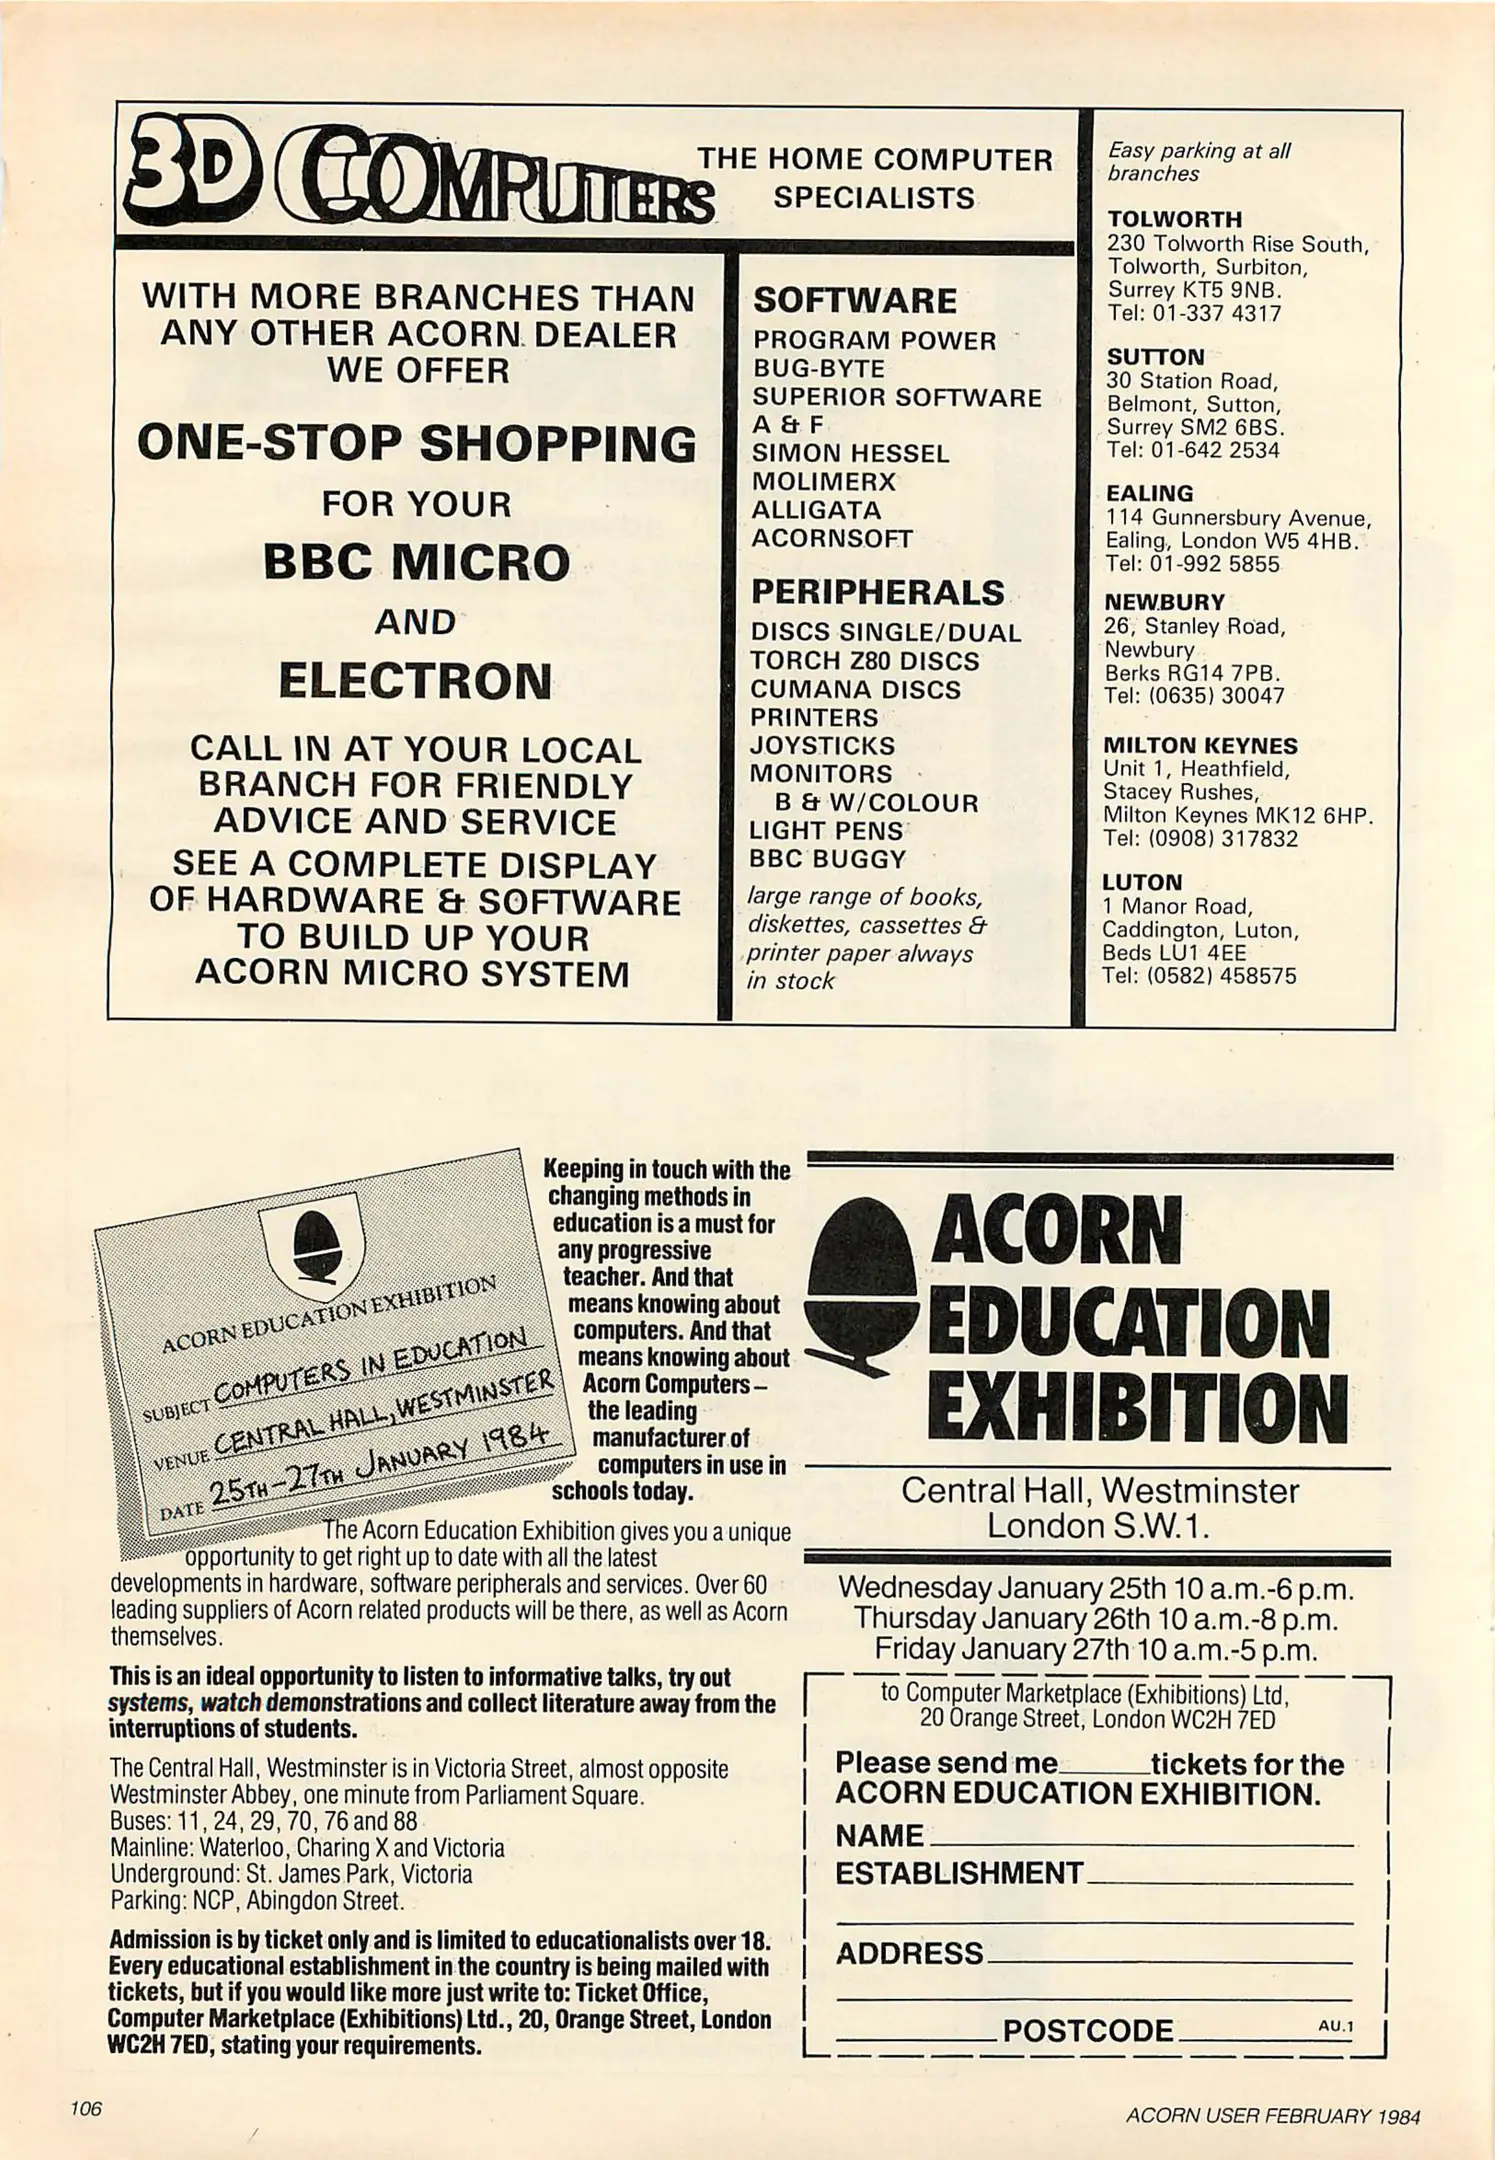 3D COMPUTERS
THE HOME COMPUTER
SPECIALISTS
WITH MORE BRANCHES THAN
ANY OTHER ACORN DEALER
WE OFFER
ONE-STOP SHOPPING
FOR YOUR
BBC MICRO
AND
ELECTRON
CALL IN AT YOUR LOCAL
BRANCH FOR FRIENDLY
ADVICE AND SERVICE
SEE A COMPLETE DISPLAY
OF HARDWARE & SOFTWARE
TO BUILD UP YOUR
ACORN MICRO SYSTEM
SOFTWARE
PROGRAM POWER
BUG-BYTE
SUPERIOR SOFTWARE
A & F
SIMON HESSEL
MOLIMERX
ALLIGATA
ACORNSOFT
PERIPHERALS
DISCS SINGLE/DUAL
TORCH Z80 DISCS
CUMANA DISCS
PRINTERS
JOYSTICKS
MONITORS
B & W/COLOUR
LIGHT PENS
BBC BUGGY
large range of books,
diskettes, cassettes &
printer paper always
in stock
Easy parking at all
branches
TOLWORTH
230 Tolworth Rise South,
Tolworth, Surbiton,
Surrey KT5 9NB.
Tel: 01-337 4317
SUTTON
30 Station Road,
Belmont, Sutton,
Surrey SM2 6BS.
Tel: 01-642 2534
EALING
114 Gunnersbury Avenue,
Ealing, London W5 4HB.
Tel: 01-992 5855
NEWBURY
26, Stanley Road,
Newbury
Berks RG14 7PB.
Tel: (0635) 30047
MILTON KEYNES
Unit 1, Heathfield,
Stacey Rushes,
Milton Keynes MK12 6HP.
Tel: (0908) 317832
LUTON
1 Manor Road,
Caddington, Luton,
Beds LU1 4EE
Tel: (0582) 458575
ACORN EDUCATION EXHIBITION
SUBJECT COMPUTERS IN EDUCATION
VENUE CENTRAL HALL, WESTMINSTER
DATE 25TH-27TH JANUARY 1984
Keeping in touch with the
changing methods in
education is a must for
any progressive
teacher. And that
means knowing about
computers. And that
means knowing about
Acorn Computers –
the leading
manufacturer of
computers in use in
schools today.
The Acorn Education Exhibition gives you a unique
opportunity to get right up to date with all the latest
developments in hardware, software peripherals and services. Over 60
leading suppliers of Acorn related products will be there, as well as Acorn
themselves.
This is an ideal opportunity to listen to informative talks, try out
systems, watch demonstrations and collect literature away from the
interruptions of students.
The Central Hall, Westminster is in Victoria Street, almost opposite
Westminster Abbey, one minute from Parliament Square.
Buses: 11, 24, 29, 70, 76 and 88
Mainline: Waterloo, Charing X and Victoria
Underground: St. James Park, Victoria
Parking: NCP, Abingdon Street.
Admission is by ticket only and is limited to educationalists over 18.
Every educational establishment in the country is being mailed with
tickets, but if you would like more just write to: Ticket Office,
Computer Marketplace (Exhibitions) Ltd., 20, Orange Street, London
WC2H 7ED, stating your requirements.
ACORN
EDUCATION
EXHIBITION
Central Hall, Westminster
London S.W.1.
Wednesday January 25th 10 a.m.-6 p.m.
Thursday January 26th 10 a.m.-8 p.m.
Friday January 27th 10 a.m.-5 p.m.
to Computer Marketplace (Exhibitions) Ltd,
20 Orange Street, London WC2H 7ED
Please send me______tickets for the
ACORN EDUCATION EXHIBITION.
NAME
ESTABLISHMENT
ADDRESS
POSTCODE
AU.1
106
ACORN USER FEBRUARY 1984